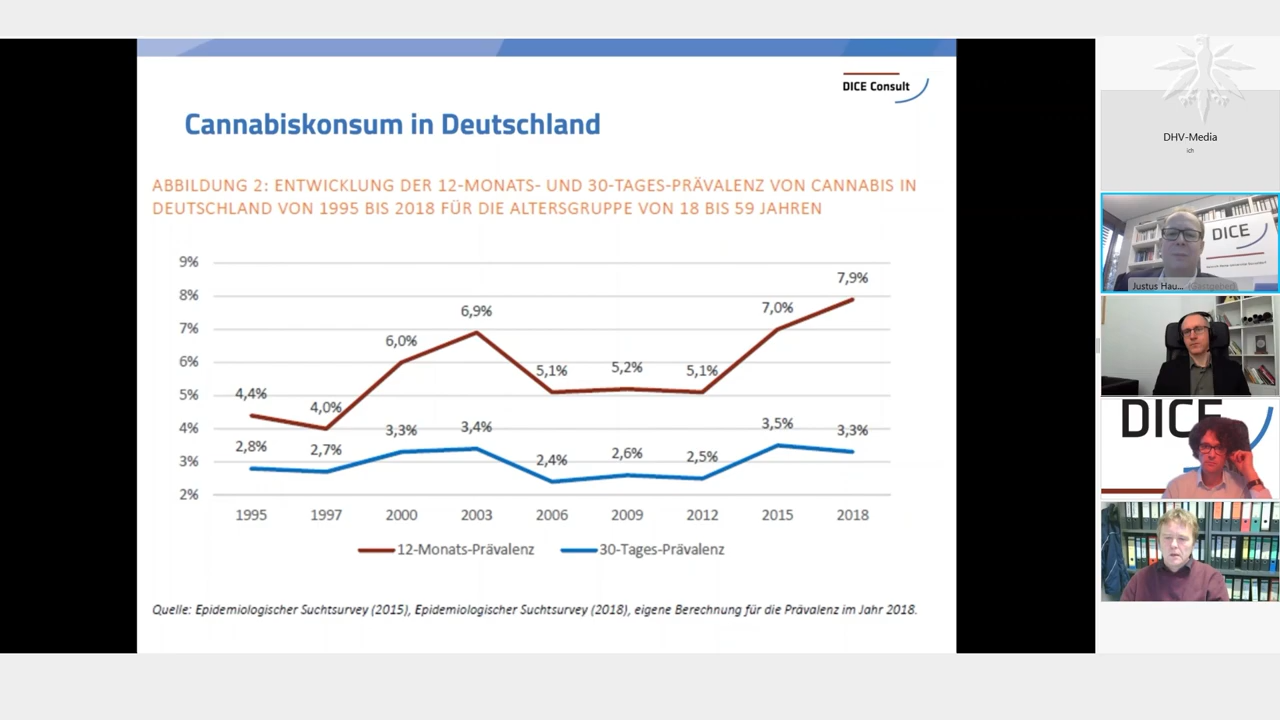 DICE Consult
Cannabiskonsum in Deutschland
ABBILDUNG 2: ENTWICKLUNG DER 12-MONATS- UND 30-TAGES-PRÄVALENZ VON CANNABIS IN
DEUTSCHLAND VON 1995 BIS 2018 FÜR DIE ALTERSGRUPPE VON 18 BIS 59 JAHREN
9%
8%
7%
6%
5%
4%
3%
2%
4,4%
4,0%
6,0%
6,9%
5,1%
5,2%
5,1%
7,0%
7,9%
2,8%
2,7%
3,3%
3,4%
2,4%
2,6%
2,5%
3,5%
3,3%
1995 1997 2000 2003 2006 2009 2012 2015 2018
12-Monats-Prävalenz 30-Tages-Prävalenz
Quelle: Epidemiologischer Suchtsurvey (2015), Epidemiologischer Suchtsurvey (2018), eigene Berechnung für die Prävalenz im Jahr 2018.
DHV-Media
Ich
DICE
Justus Hau...
DICE